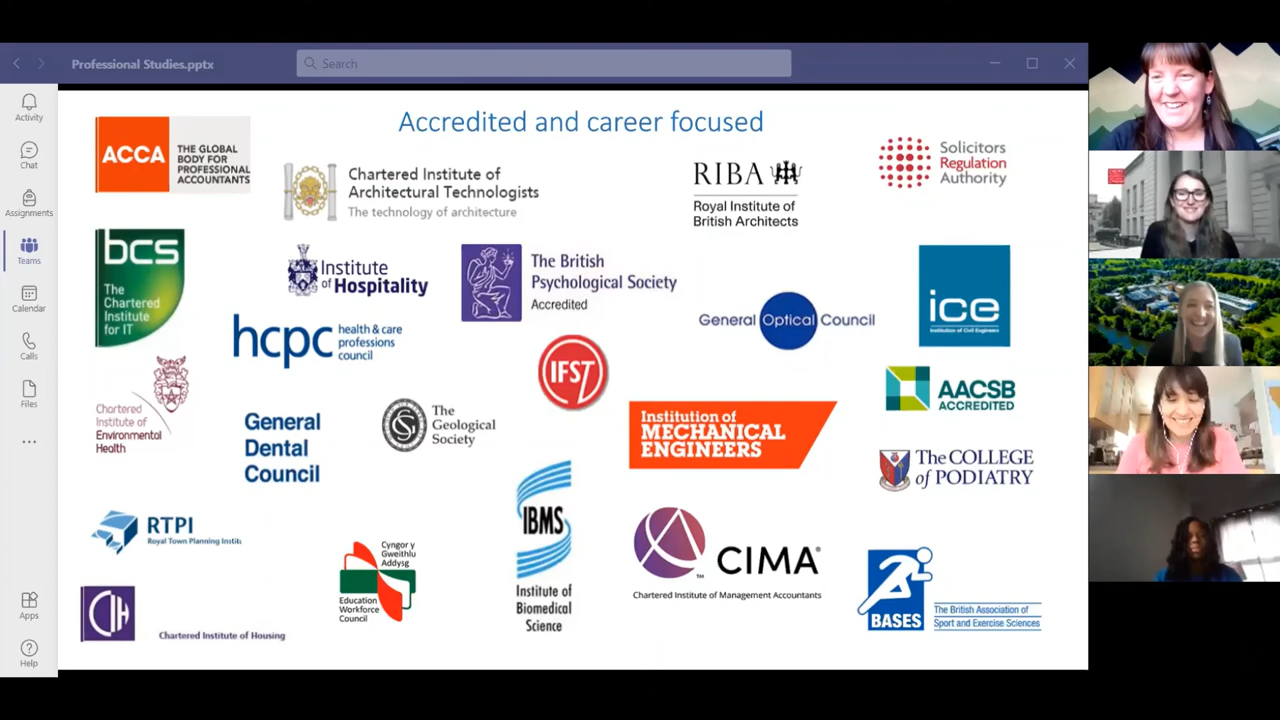 Professional Studies.pptx
Search
Activity
Chat
Assignments
Teams
Calendar
Calls
Files
Apps
Help
Accredited and career focused
ACCA
THE GLOBAL
BODY FOR
PROFESSIONAL
ACCOUNTANTS
Chartered Institute of
Architectural Technologists
The technology of architecture
RIBA
Royal Institute of
British Architects
Solicitors
Regulation
Authority
bcs
The
Chartered
Institute
for IT
Institute
of Hospitality
The British
Psychological Society
Accredited
General Optical Council
ice
Institution of Civil Engineers
hcpc
health & care
professions
council
IFST
AACSB
ACCREDITED
Chartered
Institute of
Environmental
Health
General
Dental
Council
The
Geological
Society
Institution of
MECHANICAL
ENGINEERS
The COLLEGE
of PODIATRY
RTPI
Royal Town Planning Institu
Cyngor y
Gweithlu
Addysg
Education
Workforce
Council
IBMS
Institute of
Biomedical
Science
CIMA
Chartered Institute of Management Accountants
BASES
The British Association of
Sport and Exercise Sciences
CIH
Chartered Institute of Housing